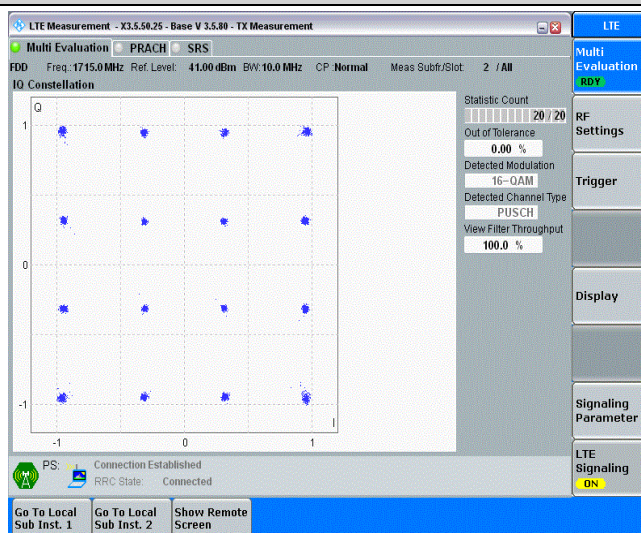 LTE Measurement - X3.5.50.25 - Base V 3.5.80 - TX Measurement
LTE
Multi Evaluation PRACH SRS
Multi
Evaluation
RDY
FDD Freq.:1715.0 MHz Ref. Level: 41.00 dBm BW:10.0 MHz CP :Normal Meas Subfr./Slot: 2 / All
IQ Constellation
Q
1
0
-1
-1 0 1
I
Statistic Count
20 / 20
Out of Tolerance
0.00 %
Detected Modulation
16-QAM
Detected Channel Type
PUSCH
View Filter Throughput
100.0 %
RF
Settings
Trigger
Display
Signaling
Parameter
LTE
Signaling
ON
PS: Connection Established
RRC State: Connected
Go To Local
Sub Inst. 1
Go To Local
Sub Inst. 2
Show Remote
Screen